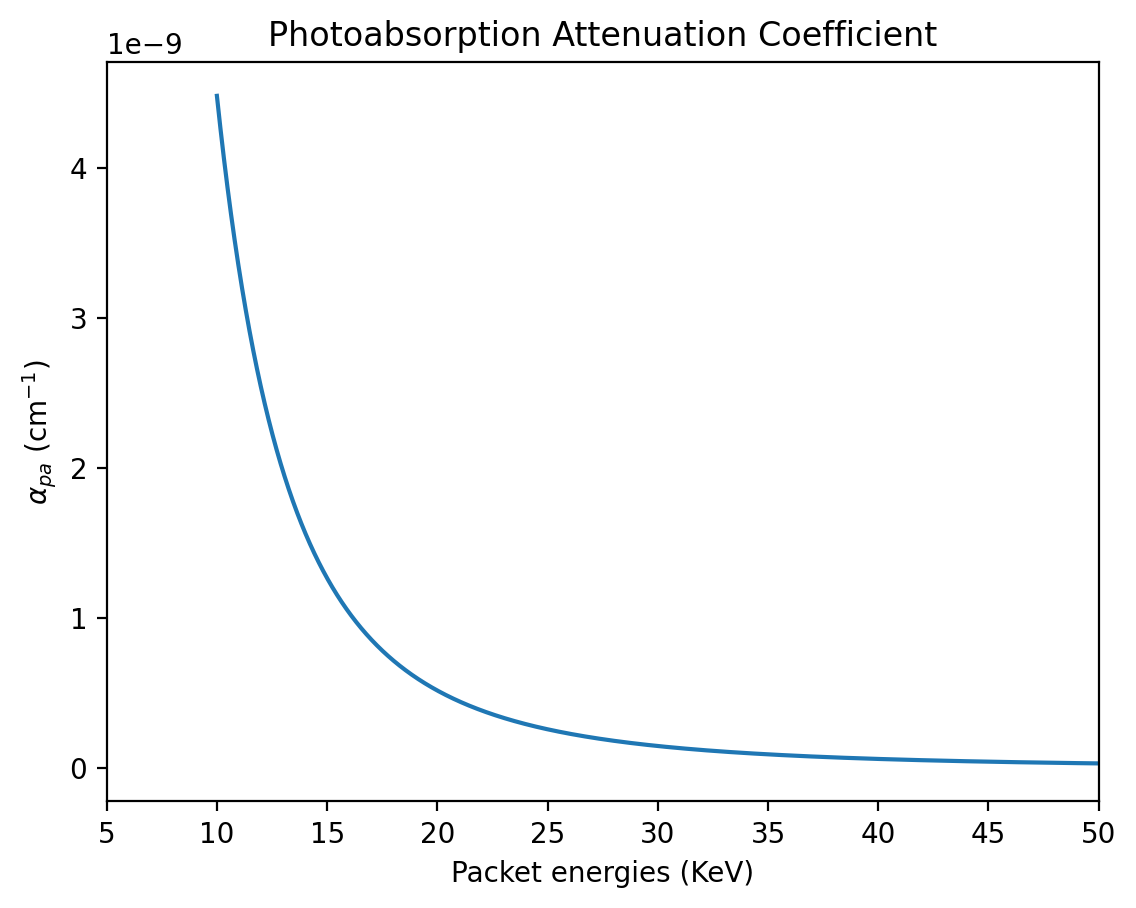 Photoabsorption Attenuation Coefficient
1e−9
4
3
2
1
0
α_pa (cm⁻¹)
5 10 15 20 25 30 35 40 45 50
Packet energies (KeV)